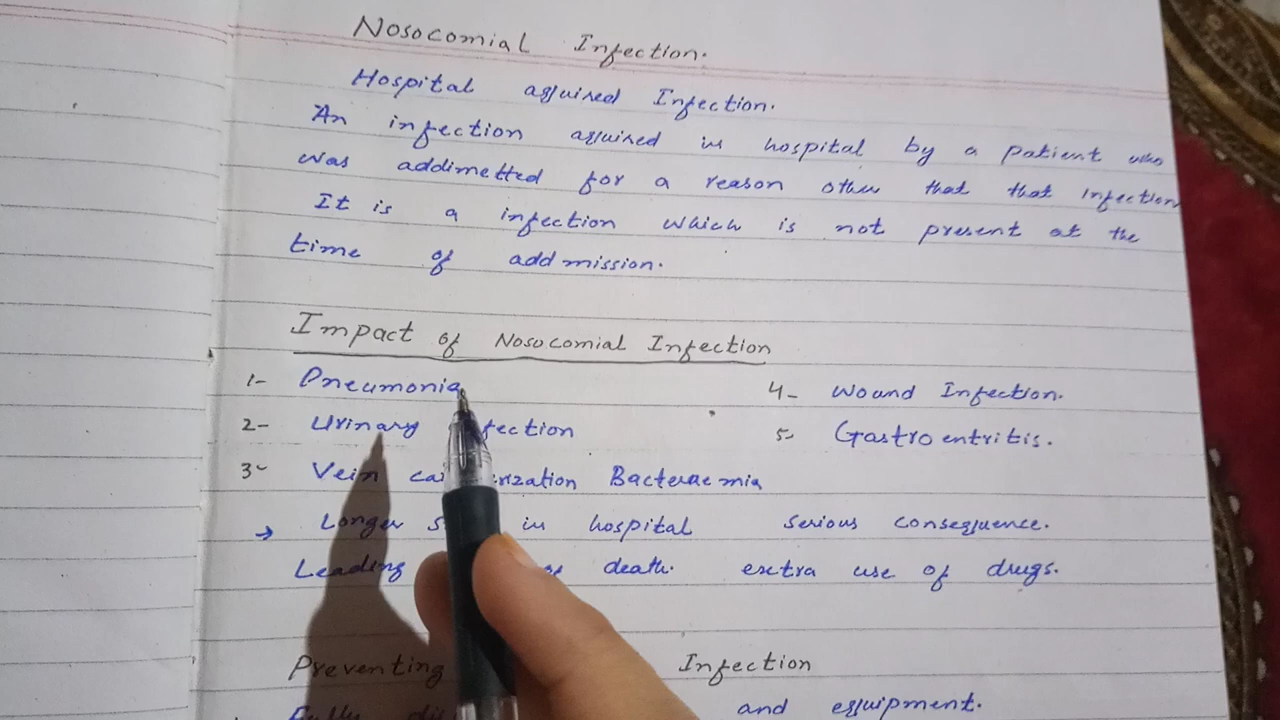 Nosocomial Infection.
Hospital aquired Infection.
An infection aquired in hospital by a patient who
was addimetted for a reason other that that Infection
It is a infection which is not present at the
time of addmission.
Impact of Nosocomial Infection
1- Pneumonia
2- Urinary fection
3- Vein rization Bacteraemia
4- Wound Infection.
5- Gastroentritis.
→ Longer in hospital serious consequence.
Leading death. extra use of drugs.
Preventing Infection
and equipment.